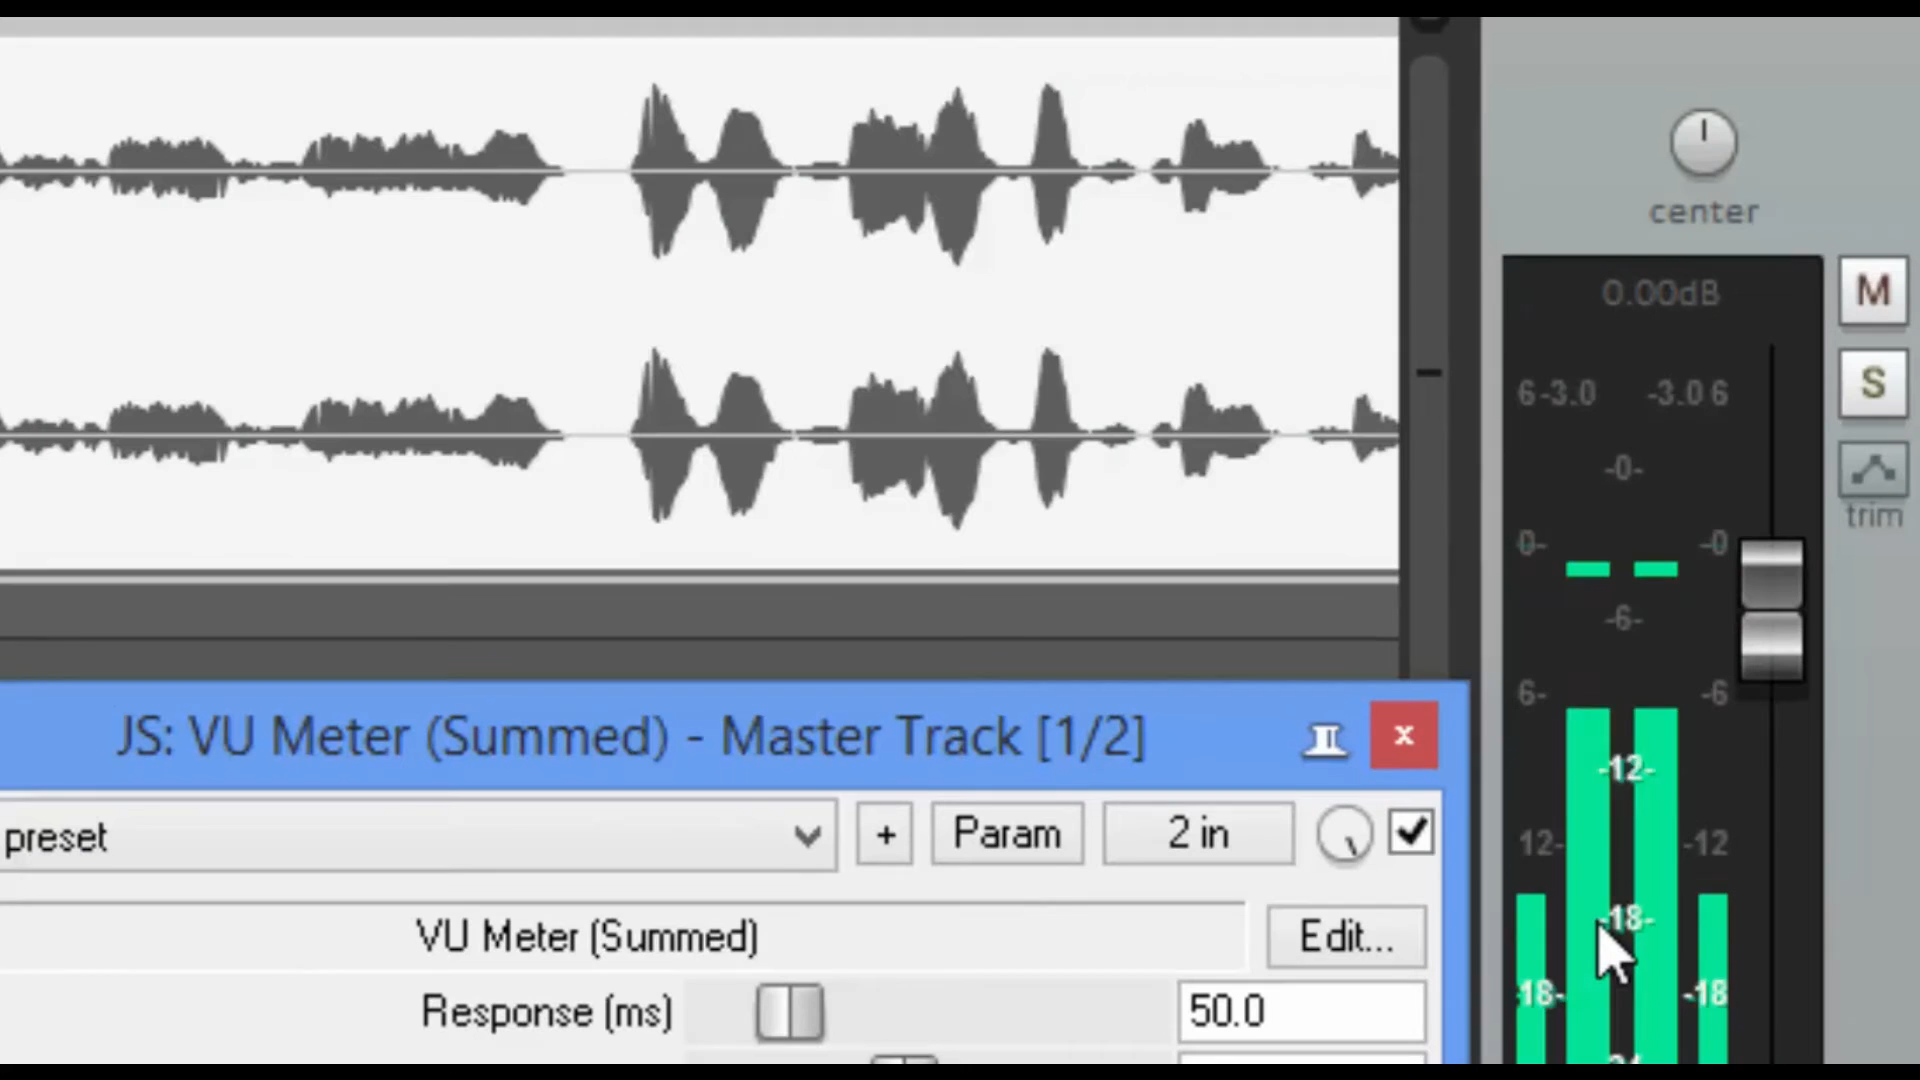 center
0.00dB
M
6 -3.0 -3.0 6
S
-0-
trim
0- -0
-6-
6- -6
JS: VU Meter (Summed) - Master Track [1/2]
x
-12-
preset
+
Param
2 in
12- -12
-18-
VU Meter (Summed)
Edit...
18- -18
Response (ms)
50.0